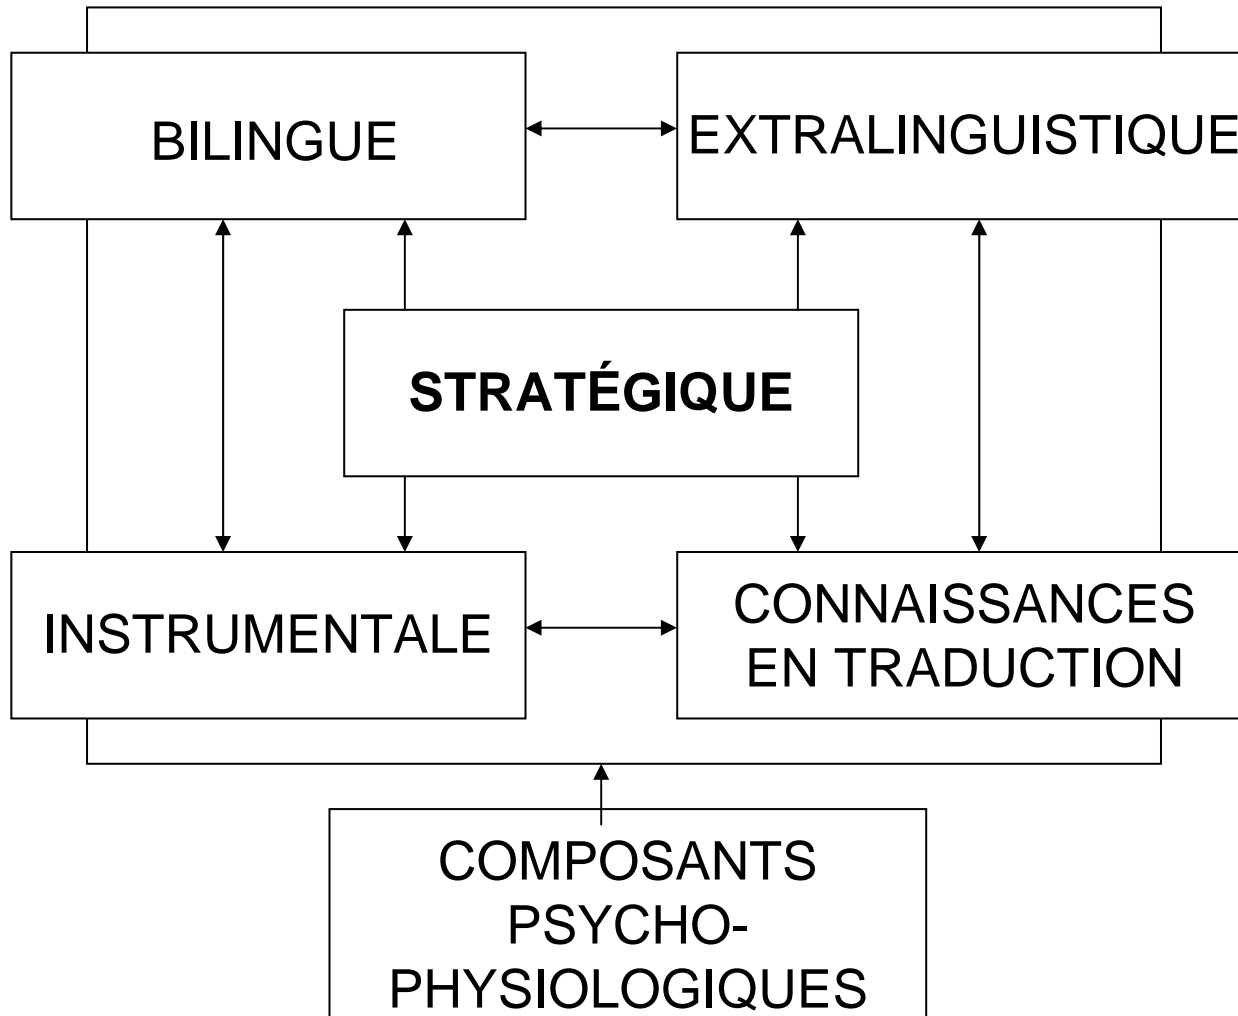 BILINGUE
EXTRALINGUISTIQUE
STRATÉGIQUE
INSTRUMENTALE
CONNAISSANCES
EN TRADUCTION
COMPOSANTS
PSYCHO-
PHYSIOLOGIQUES